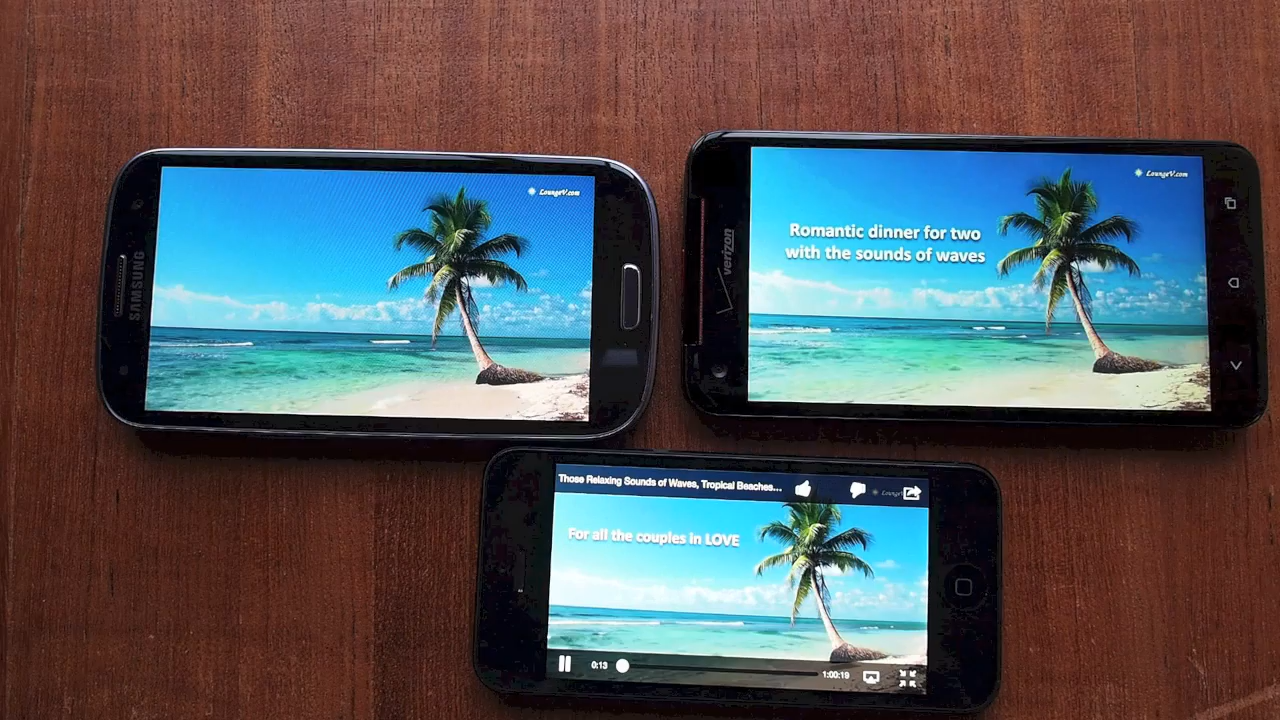 SAMSUNG
LoungeV.com
verizon
LoungeV.com
Romantic dinner for two
with the sounds of waves
Those Relaxing Sounds of Waves, Tropical Beaches...
LoungeV
For all the couples in LOVE
0:13
1:00:19